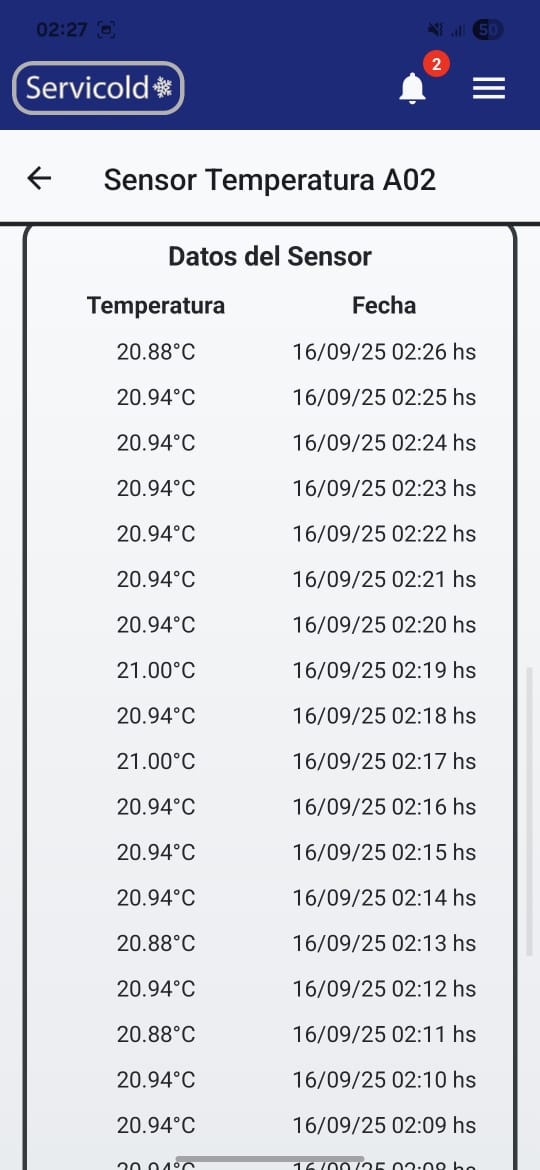 02:27
50
2
Servicold
Sensor Temperatura A02
Datos del Sensor
Temperatura Fecha
20.88°C 16/09/25 02:26 hs
20.94°C 16/09/25 02:25 hs
20.94°C 16/09/25 02:24 hs
20.94°C 16/09/25 02:23 hs
20.94°C 16/09/25 02:22 hs
20.94°C 16/09/25 02:21 hs
20.94°C 16/09/25 02:20 hs
21.00°C 16/09/25 02:19 hs
20.94°C 16/09/25 02:18 hs
21.00°C 16/09/25 02:17 hs
20.94°C 16/09/25 02:16 hs
20.94°C 16/09/25 02:15 hs
20.94°C 16/09/25 02:14 hs
20.88°C 16/09/25 02:13 hs
20.94°C 16/09/25 02:12 hs
20.88°C 16/09/25 02:11 hs
20.94°C 16/09/25 02:10 hs
20.94°C 16/09/25 02:09 hs
20.94°C 16/09/25 02:08 hs